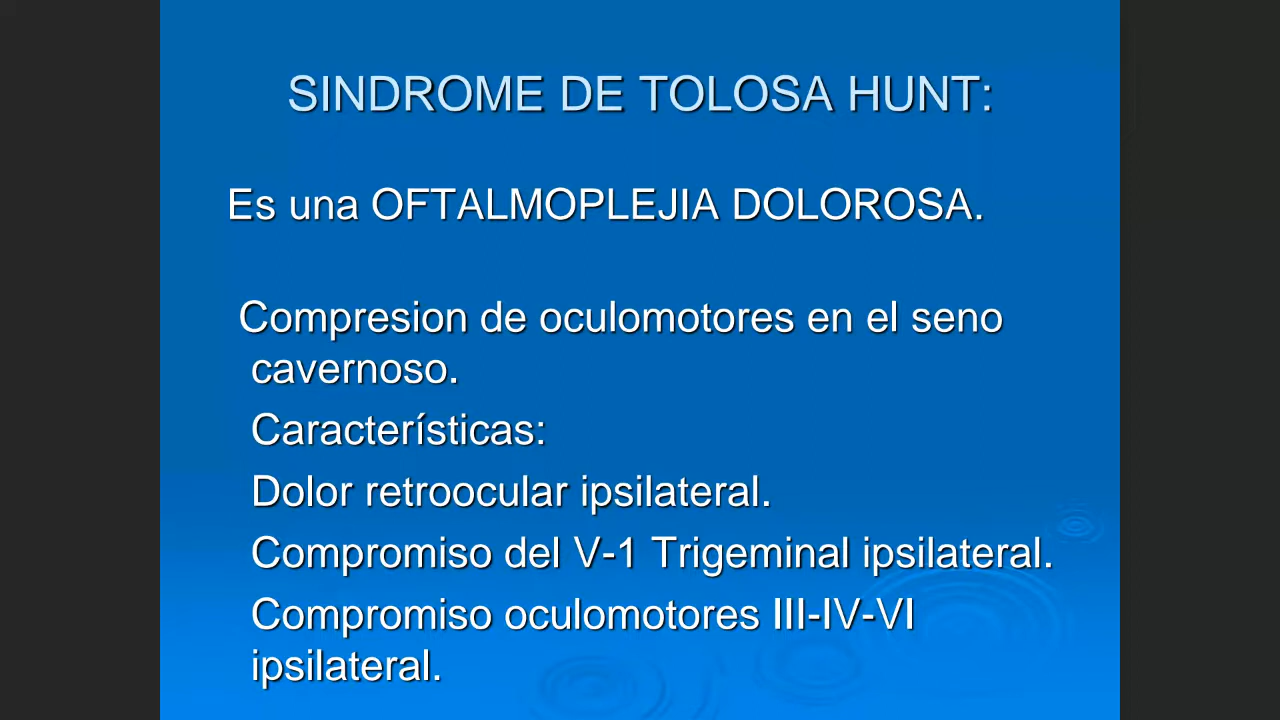 SINDROME DE TOLOSA HUNT:
Es una OFTALMOPLEJIA DOLOROSA.
Compresion de oculomotores en el seno
cavernoso.
Características:
Dolor retroocular ipsilateral.
Compromiso del V-1 Trigeminal ipsilateral.
Compromiso oculomotores III-IV-VI
ipsilateral.